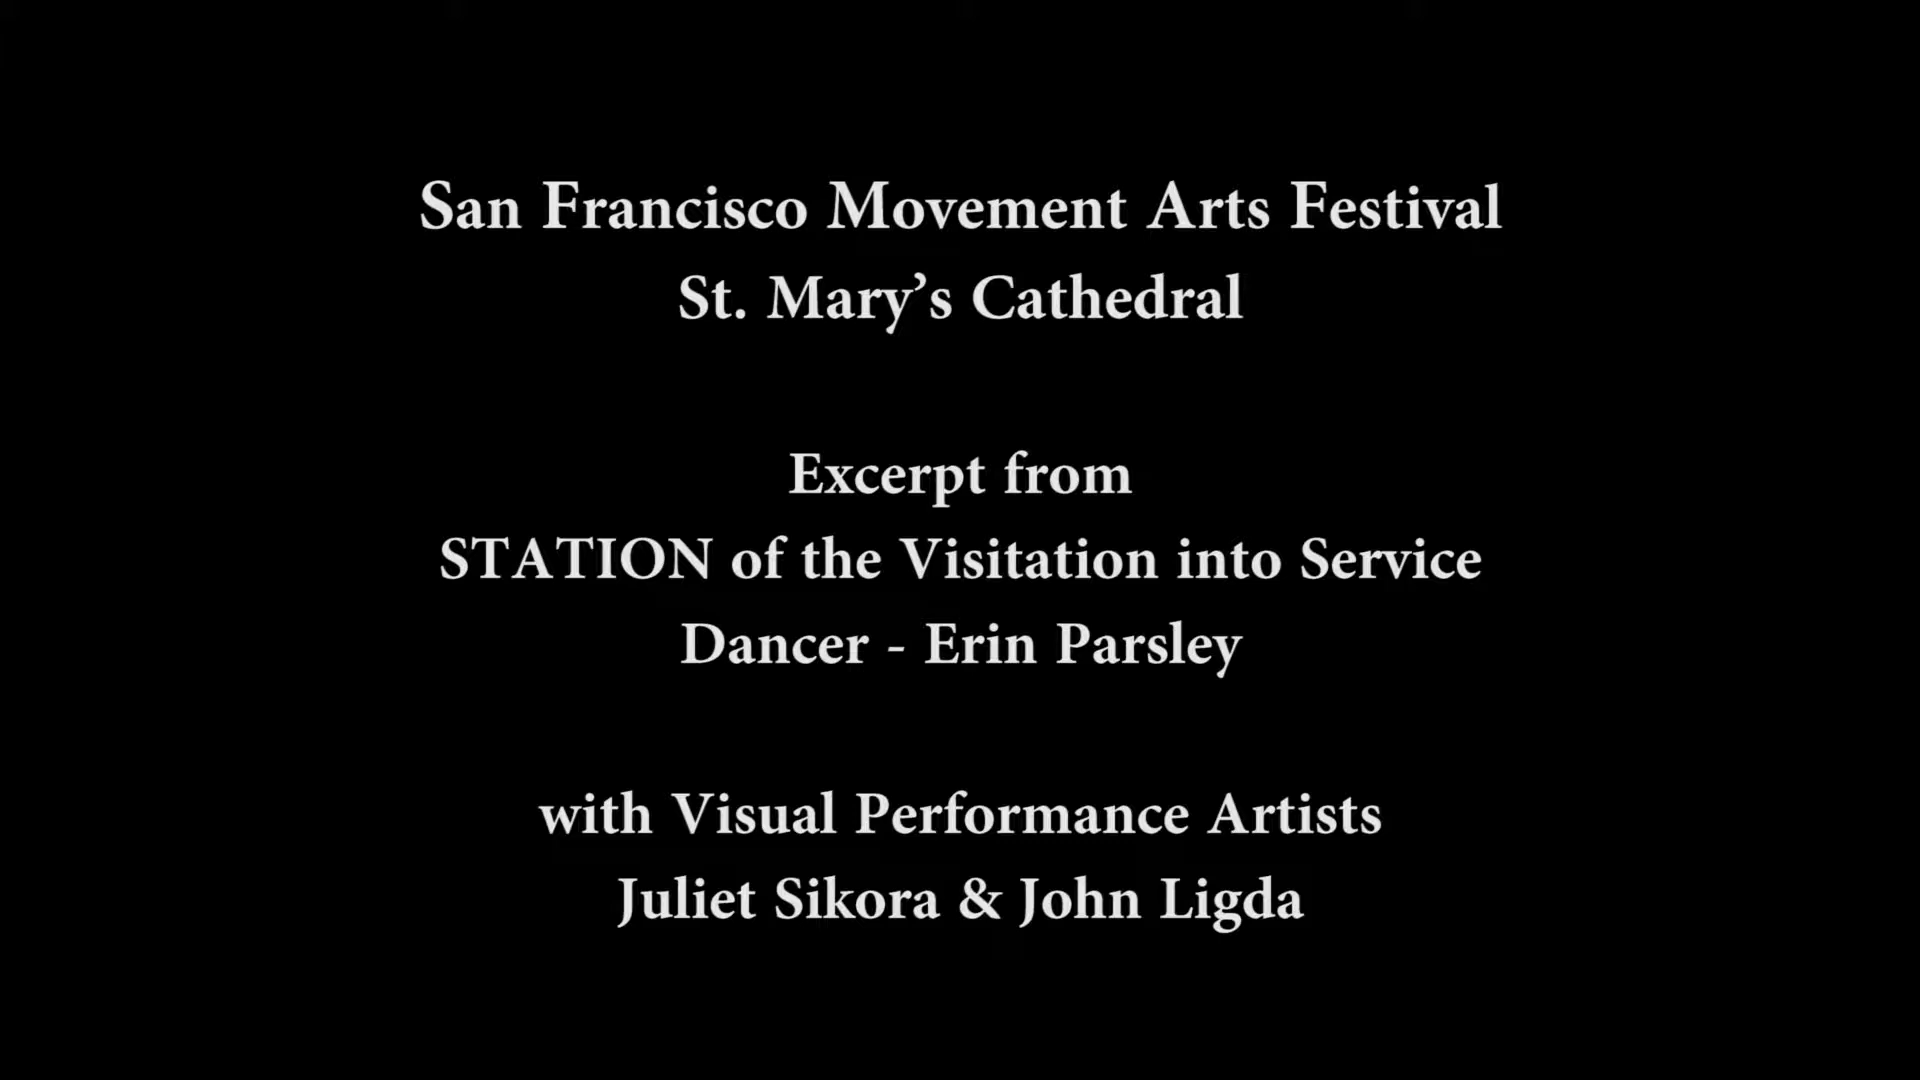 San Francisco Movement Arts Festival
St. Mary’s Cathedral
Excerpt from
STATION of the Visitation into Service
Dancer - Erin Parsley
with Visual Performance Artists
Juliet Sikora & John Ligda